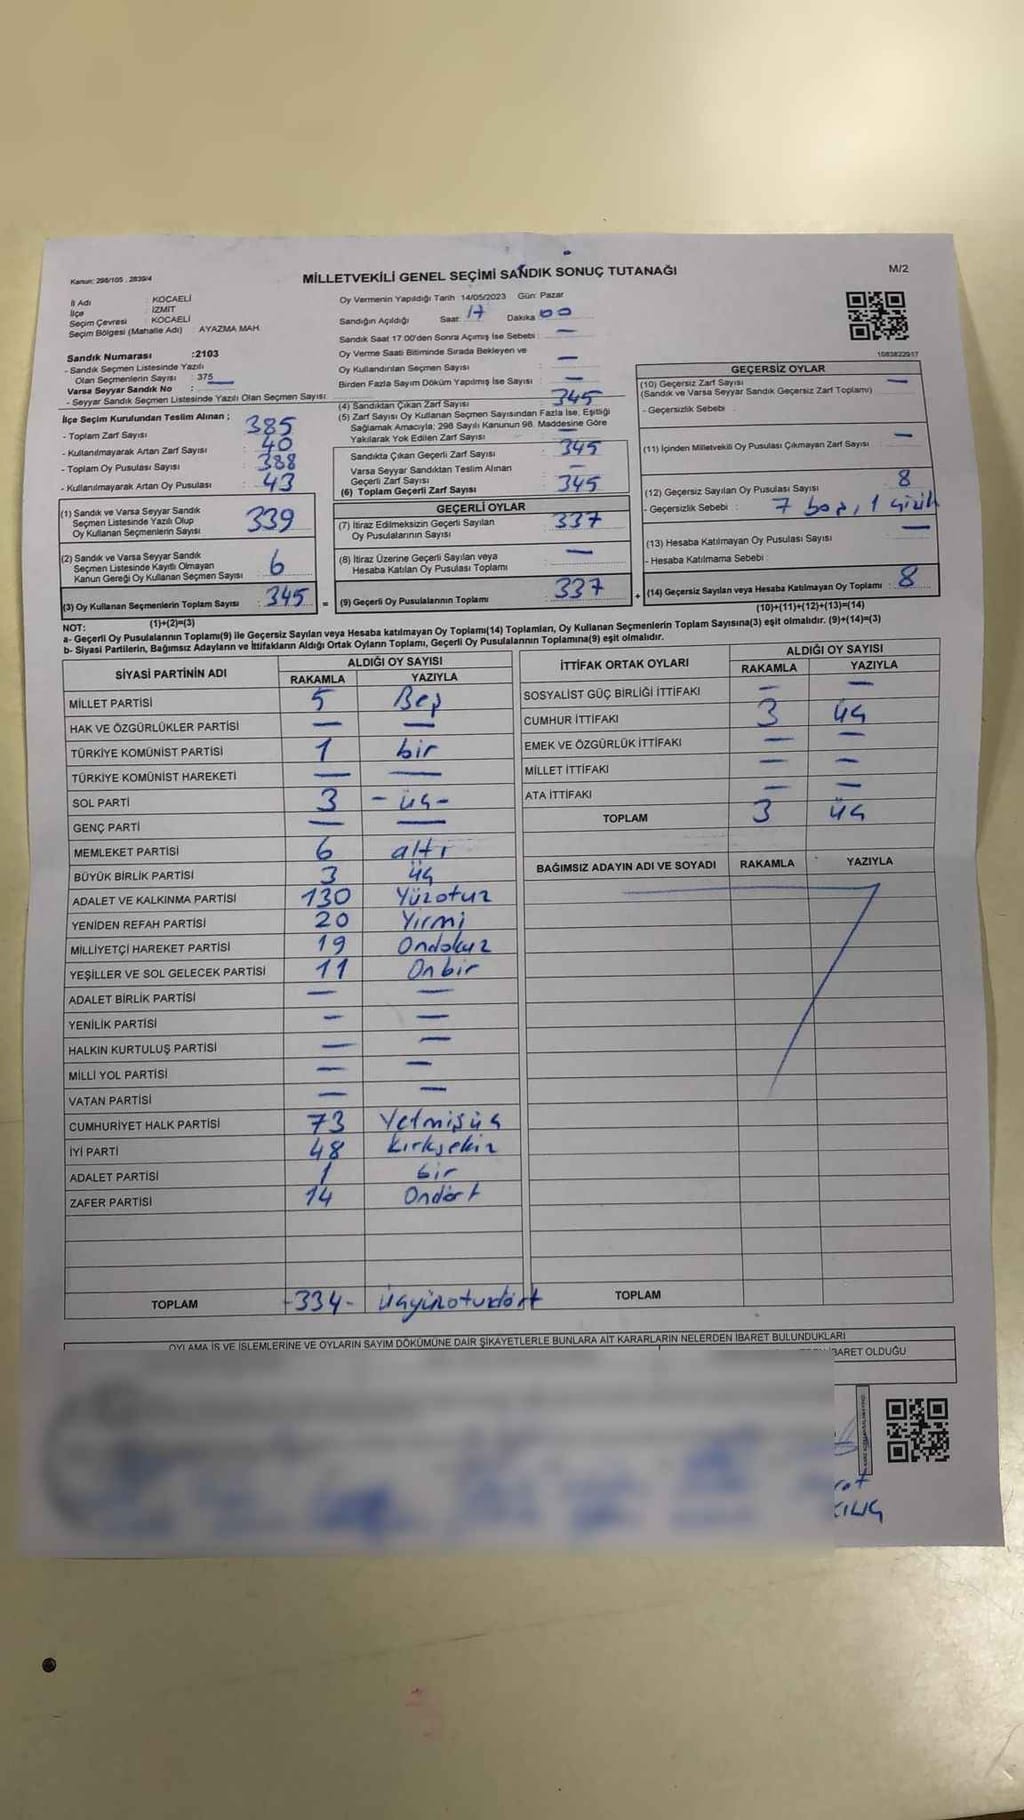 Kanun: 298/105 2839/4
MİLLETVEKİLİ GENEL SEÇİMİ SANDIK SONUÇ TUTANAĞI
M/2
İl Adı : KOCAELİ
İlçe : İZMİT
Seçim Çevresi : KOCAELİ
Seçim Bölgesi (Mahalle Adı) AYAZMA MAH.
Sandık Numarası :2103
- Sandık Seçmen Listesinde Yazılı
Olan Seçmenlerin Sayısı : 375
Varsa Seyyar Sandık No :
- Seyyar Sandık Seçmen Listesinde Yazılı Olan Seçmen Sayısı :
Oy Vermenin Yapıldığı Tarih 14/05/2023 Gün: Pazar
Sandığın Açıldığı Saat: 17 Dakika 00
Sandık Saat 17:00'den Sonra Açımış İse Sebebi : —
Oy Verme Saati Bitiminde Sırada Bekleyen ve
Oy Kullandırılan Seçmen Sayısı —
Birden Fazla Sayım Döküm Yapılmış İse Sayısı : —
İlçe Seçim Kurulundan Teslim Alınan ;
- Toplam Zarf Sayısı 385
- Kullanılmayarak Artan Zarf Sayısı 40
- Toplam Oy Pusulası Sayısı 388
- Kullanılmayarak Artan Oy Pusulası 43
(4) Sandıktan Çıkan Zarf Sayısı 345
(5) Zarf Sayısı Oy Kullanan Seçmen Sayısından Fazla İse, Eşitliği
Sağlamak Amacıyla; 298 Sayılı Kanunun 98. Maddesine Göre
Yakılarak Yok Edilen Zarf Sayısı : —
Sandıkta Çıkan Geçerli Zarf Sayısı 345
Varsa Seyyar Sandıktan Teslim Alınan
Geçerli Zarf Sayısı —
(6) Toplam Geçerli Zarf Sayısı 345
1083822917
GEÇERSİZ OYLAR
(10) Geçersiz Zarf Sayısı —
(Sandık ve Varsa Seyyar Sandık Geçersiz Zarf Toplamı)
- Geçersizlik Sebebi :
(11) İçinden Milletvekili Oy Pusulası Çıkmayan Zarf Sayısı —
(12) Geçersiz Sayılan Oy Pusulası Sayısı 8
- Geçersizlik Sebebi : 7 boş, 1 çizik
(13) Hesaba Katılmayan Oy Pusulası Sayısı —
- Hesaba Katılmama Sebebi :
(14) Geçersiz Sayılan veya Hesaba Katılmayan Oy Toplamı : 8
(10)+(11)+(12)+(13)=(14)
(1) Sandık ve Varsa Seyyar Sandık
Seçmen Listesinde Yazılı Olup
Oy Kullanan Seçmenlerin Sayısı 339
(2) Sandık ve Varsa Seyyar Sandık
Seçmen Listesinde Kayıtlı Olmayan
Kanun Gereği Oy Kullanan Seçmen Sayısı 6
(3) Oy Kullanan Seçmenlerin Toplam Sayısı : 345 =
(1)+(2)=(3)
GEÇERLİ OYLAR
(7) İtiraz Edilmeksizin Geçerli Sayılan
Oy Pusulalarının Sayısı 337
(8) İtiraz Üzerine Geçerli Sayılan veya
Hesaba Katılan Oy Pusulası Toplamı —
(9) Geçerli Oy Pusulalarının Toplamı 337 +
NOT:
a- Geçerli Oy Pusulalarının Toplamı(9) ile Geçersiz Sayılan veya Hesaba katılmayan Oy Toplamı(14) Toplamları, Oy Kullanan Seçmenlerin Toplam Sayısına(3) eşit olmalıdır. (9)+(14)=(3)
b- Siyasi Partilerin, Bağımsız Adayların ve İttifakların Aldığı Ortak Oyların Toplamı, Geçerli Oy Pusulalarının Toplamına(9) eşit olmalıdır.
SİYASİ PARTİNİN ADI ALDIĞI OY SAYISI
RAKAMLA YAZIYLA
MİLLET PARTİSİ 5 Beş
HAK VE ÖZGÜRLÜKLER PARTİSİ — —
TÜRKİYE KOMÜNİST PARTİSİ 1 bir
TÜRKİYE KOMÜNİST HAREKETİ — —
SOL PARTİ 3 - üç -
GENÇ PARTİ — —
MEMLEKET PARTİSİ 6 altı
BÜYÜK BİRLİK PARTİSİ 3 üç
ADALET VE KALKINMA PARTİSİ 130 Yüzotuz
YENİDEN REFAH PARTİSİ 20 Yırmi
MİLLİYETÇİ HAREKET PARTİSİ 19 Ondokuz
YEŞİLLER VE SOL GELECEK PARTİSİ 11 Onbir
ADALET BİRLİK PARTİSİ — —
YENİLİK PARTİSİ — —
HALKIN KURTULUŞ PARTİSİ — —
MİLLİ YOL PARTİSİ — —
VATAN PARTİSİ — —
CUMHURİYET HALK PARTİSİ 73 Yetmişüç
İYİ PARTİ 48 Kırksekiz
ADALET PARTİSİ 1 bir
ZAFER PARTİSİ 14 Ondört
TOPLAM -334- üçyüzotuzdört
İTTİFAK ORTAK OYLARI ALDIĞI OY SAYISI
RAKAMLA YAZIYLA
SOSYALİST GÜÇ BİRLİĞİ İTTİFAKI — —
CUMHUR İTTİFAKI 3 üç
EMEK VE ÖZGÜRLÜK İTTİFAKI — —
MİLLET İTTİFAKI — —
ATA İTTİFAKI — —
TOPLAM 3 üç
BAĞIMSIZ ADAYIN ADI VE SOYADI RAKAMLA YAZIYLA
TOPLAM
OYLAMA İŞ VE İŞLEMLERİNE VE OYLARIN SAYIM DÖKÜMÜNE DAİR ŞİKAYETLERLE BUNLARA AİT KARARLARIN NELERDEN İBARET BULUNDUKLARI
İBARET OLDUĞU